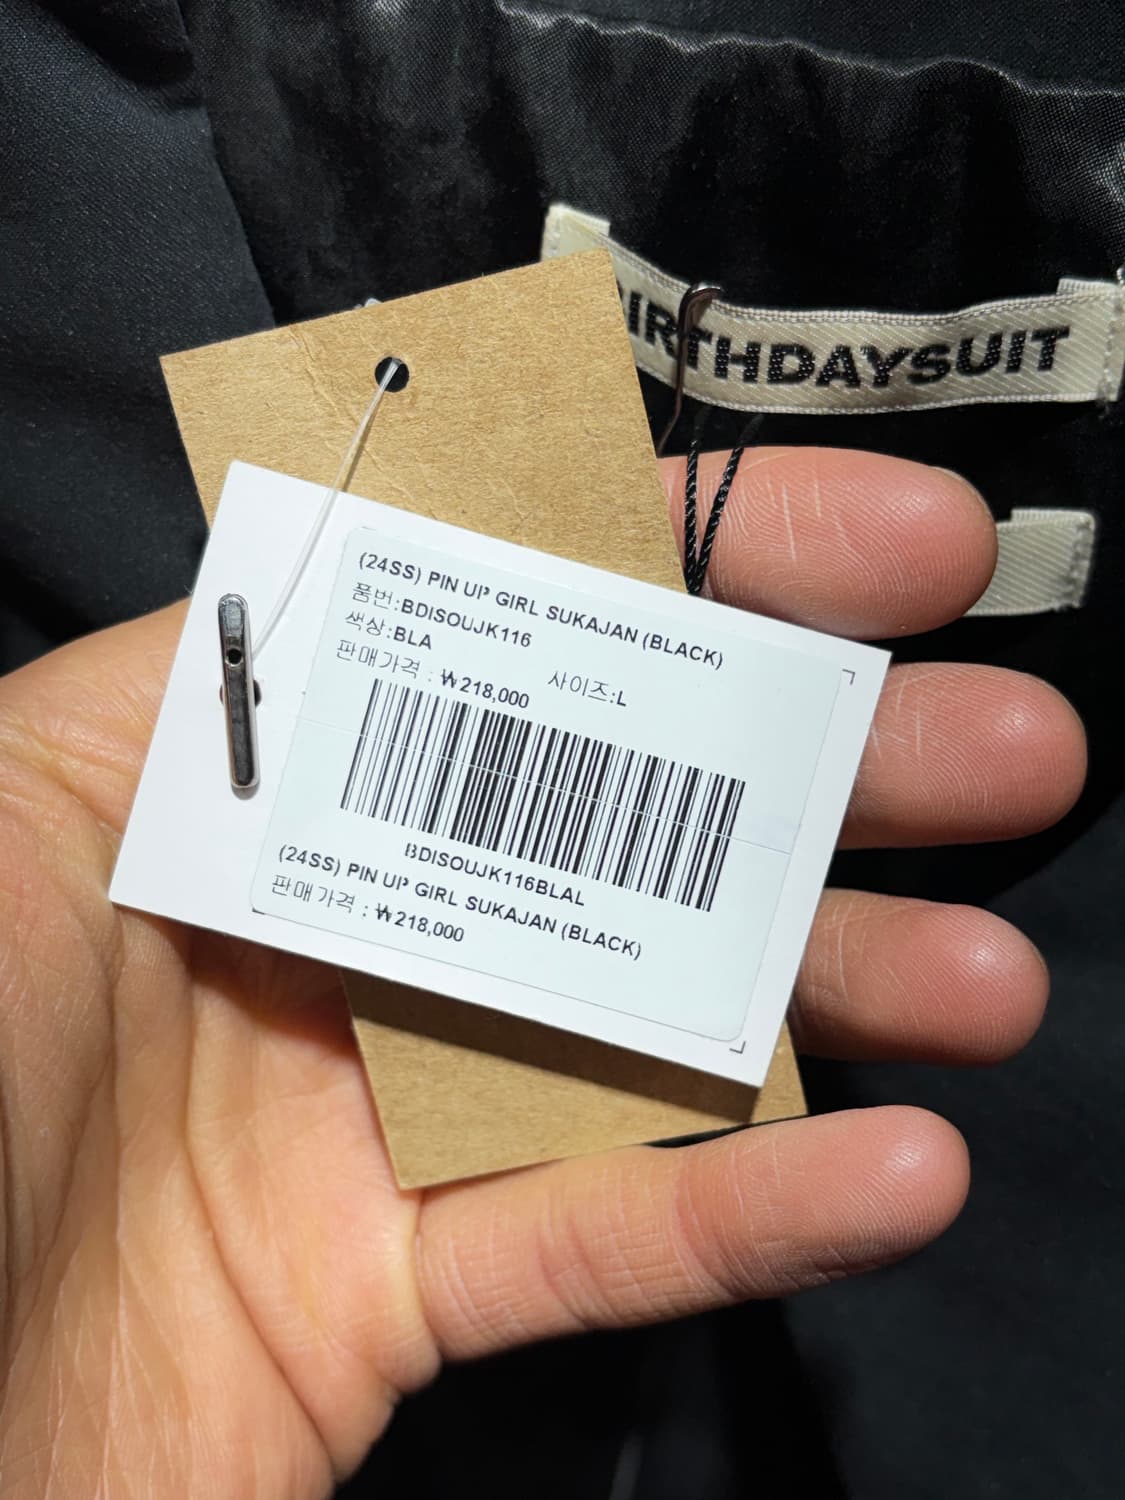 BIRTHDAYSUIT
(24SS) PIN UP GIRL SUKAJAN (BLACK)
품번:BDISOUJK116
색상:BLA
판매가격 : ₩218,000 사이즈:L
BDISOUJK116BLAL
(24SS) PIN UP GIRL SUKAJAN (BLACK)
판매가격 : ₩218,000